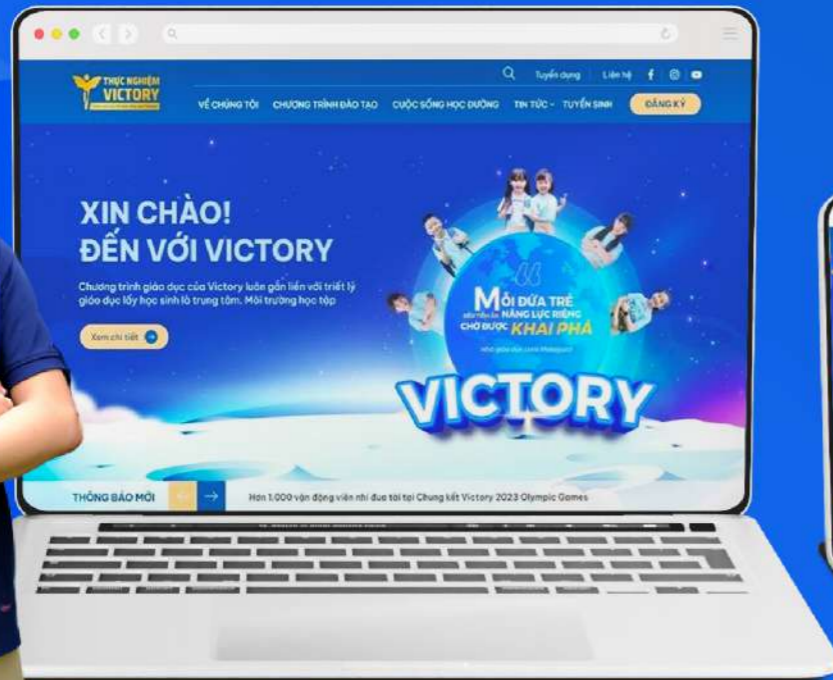 Tuyển dụng
Liên hệ
THỰC NGHIỆM
VICTORY
VỀ CHÚNG TÔI
CHƯƠNG TRÌNH ĐÀO TẠO
CUỘC SỐNG HỌC ĐƯỜNG
TIN TỨC
TUYỂN SINH
ĐĂNG KÝ
XIN CHÀO!
ĐẾN VỚI VICTORY
Chương trình giáo dục của Victory luôn gắn liền với triết lý
giáo dục lấy học sinh là trung tâm. Môi trường học tập
Xem chi tiết
MỖI ĐỨA TRẺ
NĂNG LỰC RIÊNG
CHỜ ĐƯỢC KHAI PHÁ
VICTORY
THÔNG BÁO MỚI
Hơn 1.000 vận động viên nhí đua tài tại Chung kết Victory 2023 Olympic Games